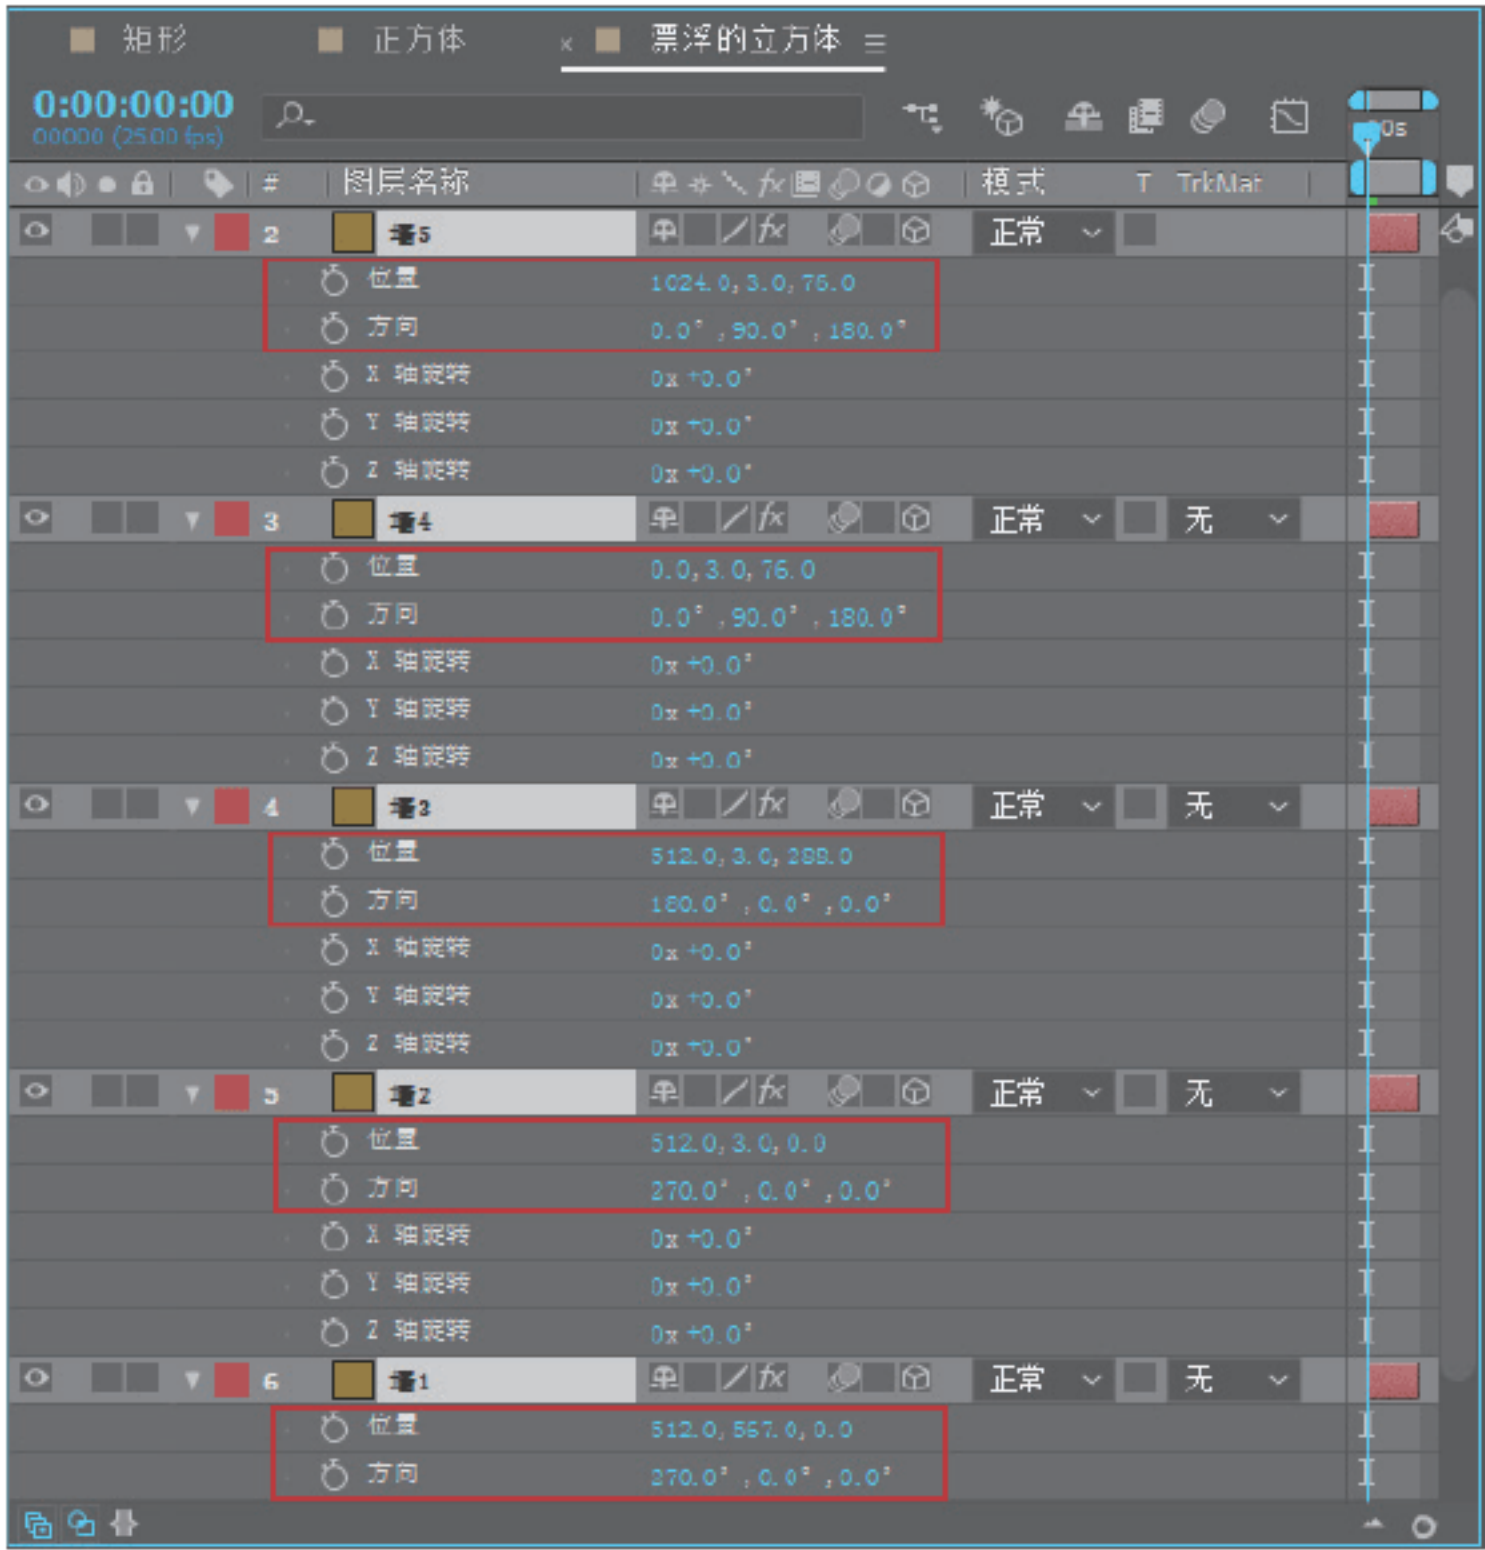 矩形 正方体 × 漂浮的立方体
0:00:00:00
00000 (25.00 fps)
00s
# 图层名称 fx 模式 T TrkMat
2 墙5 fx 正常
位置 1024.0,3.0,76.0
方向 0.0°,90.0°,180.0°
X 轴旋转 0x+0.0°
Y 轴旋转 0x+0.0°
Z 轴旋转 0x+0.0°
3 墙4 fx 正常 无
位置 0.0,3.0,76.0
方向 0.0°,90.0°,180.0°
X 轴旋转 0x+0.0°
Y 轴旋转 0x+0.0°
Z 轴旋转 0x+0.0°
4 墙3 fx 正常 无
位置 512.0,3.0,288.0
方向 180.0°,0.0°,0.0°
X 轴旋转 0x+0.0°
Y 轴旋转 0x+0.0°
Z 轴旋转 0x+0.0°
5 墙2 fx 正常 无
位置 512.0,3.0,0.0
方向 270.0°,0.0°,0.0°
X 轴旋转 0x+0.0°
Y 轴旋转 0x+0.0°
Z 轴旋转 0x+0.0°
6 墙1 fx 正常 无
位置 512.0,567.0,0.0
方向 270.0°,0.0°,0.0°